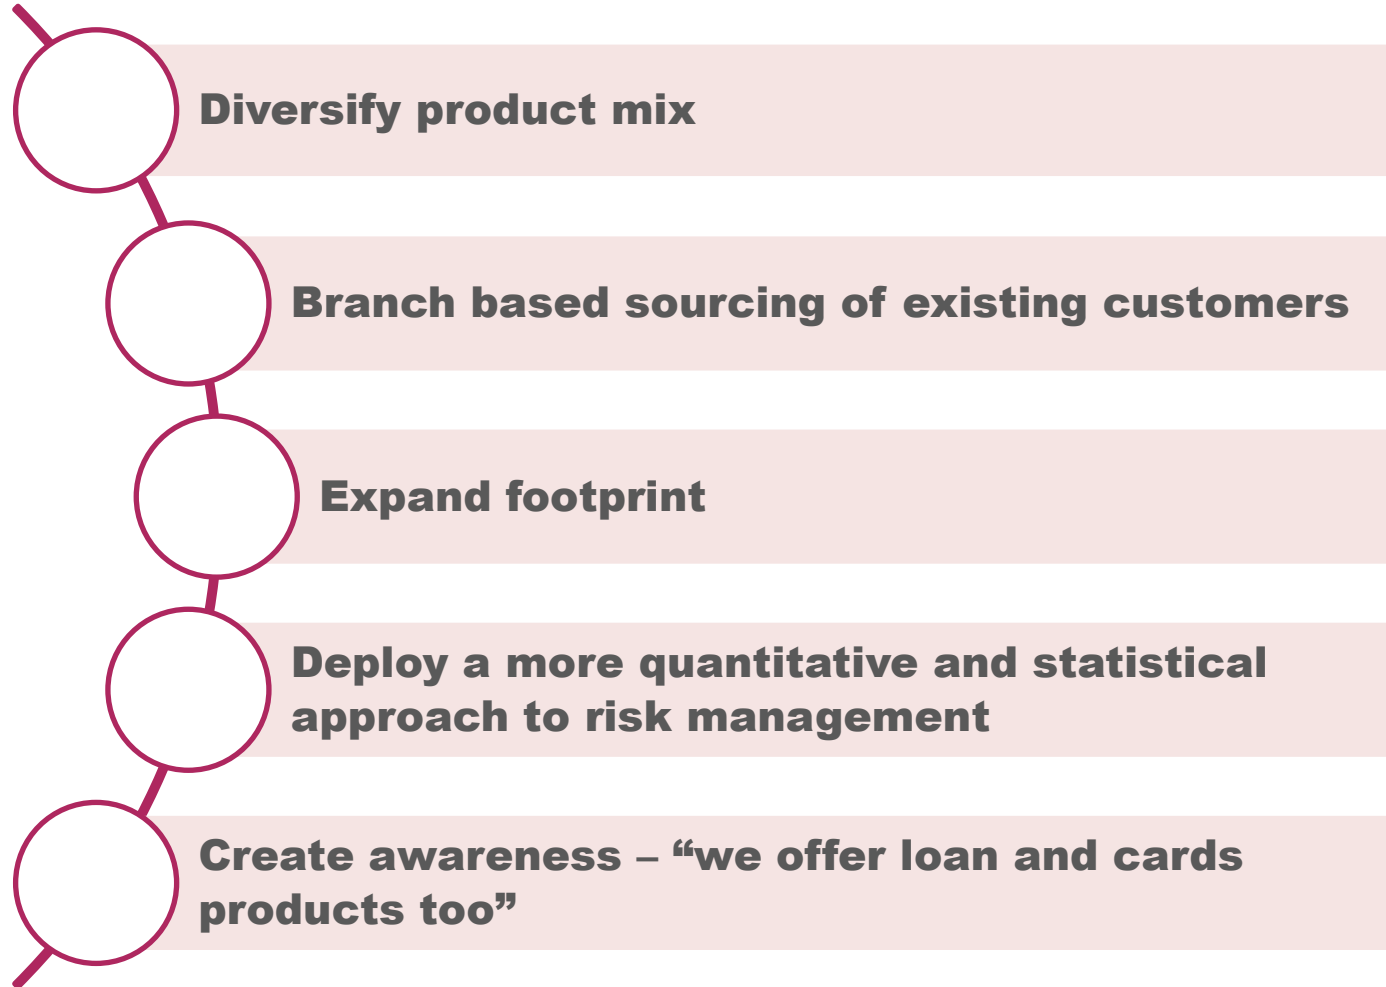 Diversify product mix
Branch based sourcing of existing customers
Expand footprint
Deploy a more quantitative and statistical
approach to risk management
Create awareness – “we offer loan and cards
products too”